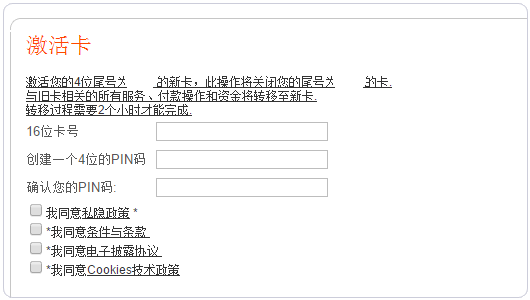 激活卡
激活您的4位尾号为 的新卡，此操作将关闭您的尾号为 的卡.
与旧卡相关的所有服务、付款操作和资金将转移至新卡.
转移过程需要2个小时才能完成.
16位卡号
创建一个4位的PIN码
确认您的PIN码:
我同意私隐政策 *
*我同意条件与条款
*我同意电子披露协议
*我同意Cookies技术政策